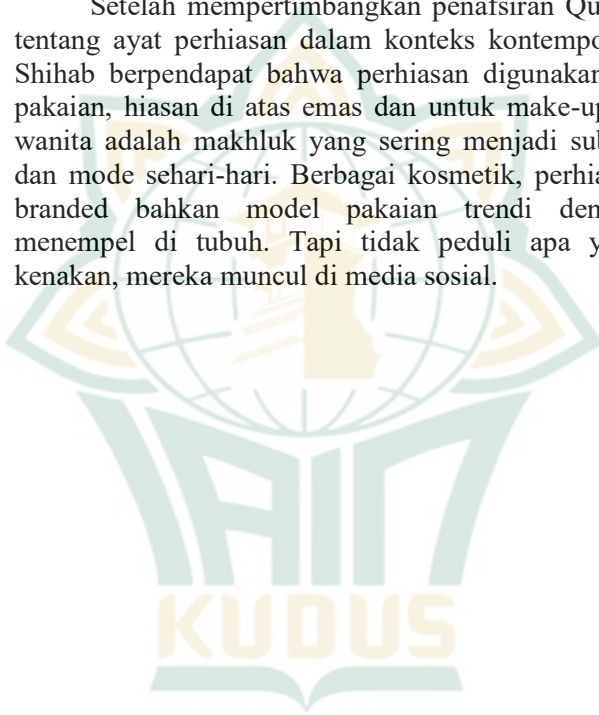 Setelah mempertimbangkan penafsiran Qu
tentang ayat perhiasan dalam konteks kontempo
Shihab berpendapat bahwa perhiasan digunakan
pakaian, hiasan di atas emas dan untuk make-up
wanita adalah makhluk yang sering menjadi sul
dan mode sehari-hari. Berbagai kosmetik, perhia
branded bahkan model pakaian trendi den
menempel di tubuh. Tapi tidak peduli apa y
kenakan, mereka muncul di media sosial.
IAIN
KUDUS